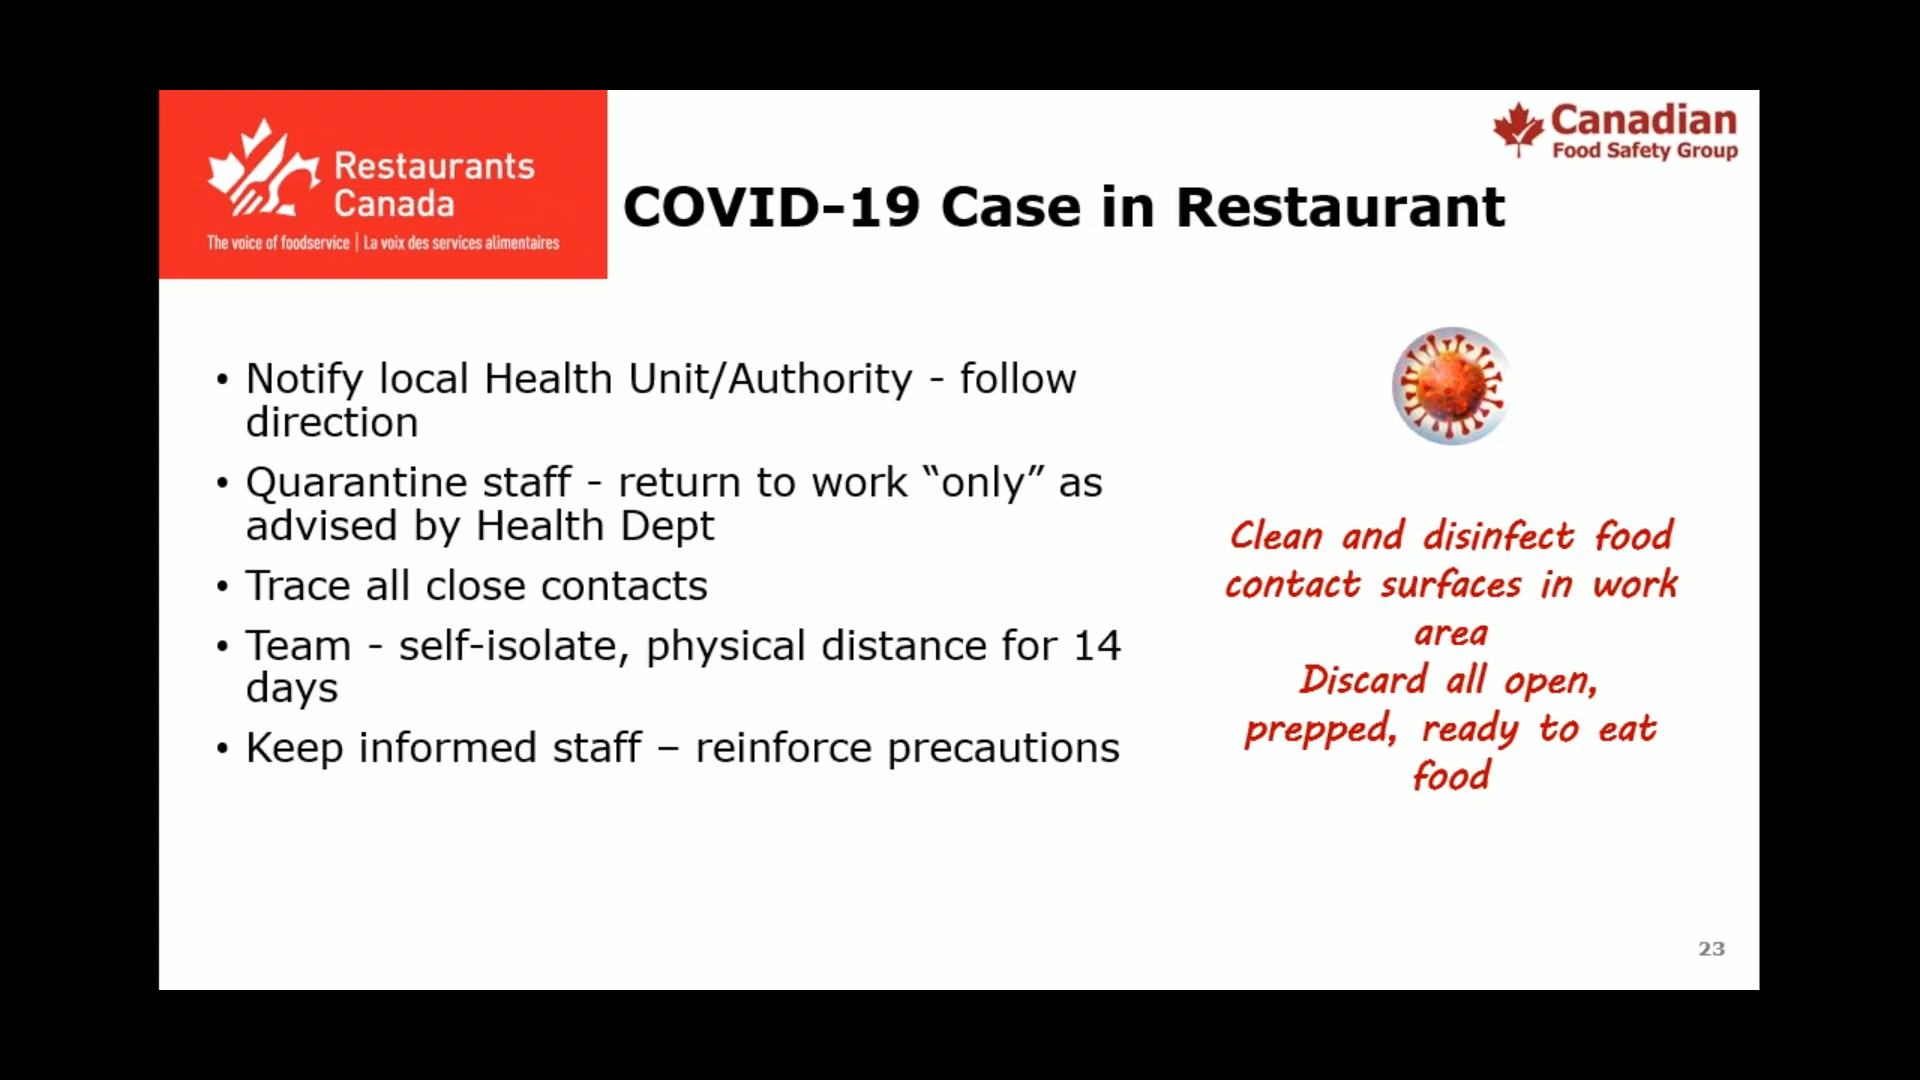 Restaurants
Canada
The voice of foodservice | La voix des services alimentaires
Canadian
Food Safety Group
COVID-19 Case in Restaurant
• Notify local Health Unit/Authority - follow
direction
• Quarantine staff - return to work “only” as
advised by Health Dept
• Trace all close contacts
• Team - self-isolate, physical distance for 14
days
• Keep informed staff – reinforce precautions
Clean and disinfect food
contact surfaces in work
area
Discard all open,
prepped, ready to eat
food
23